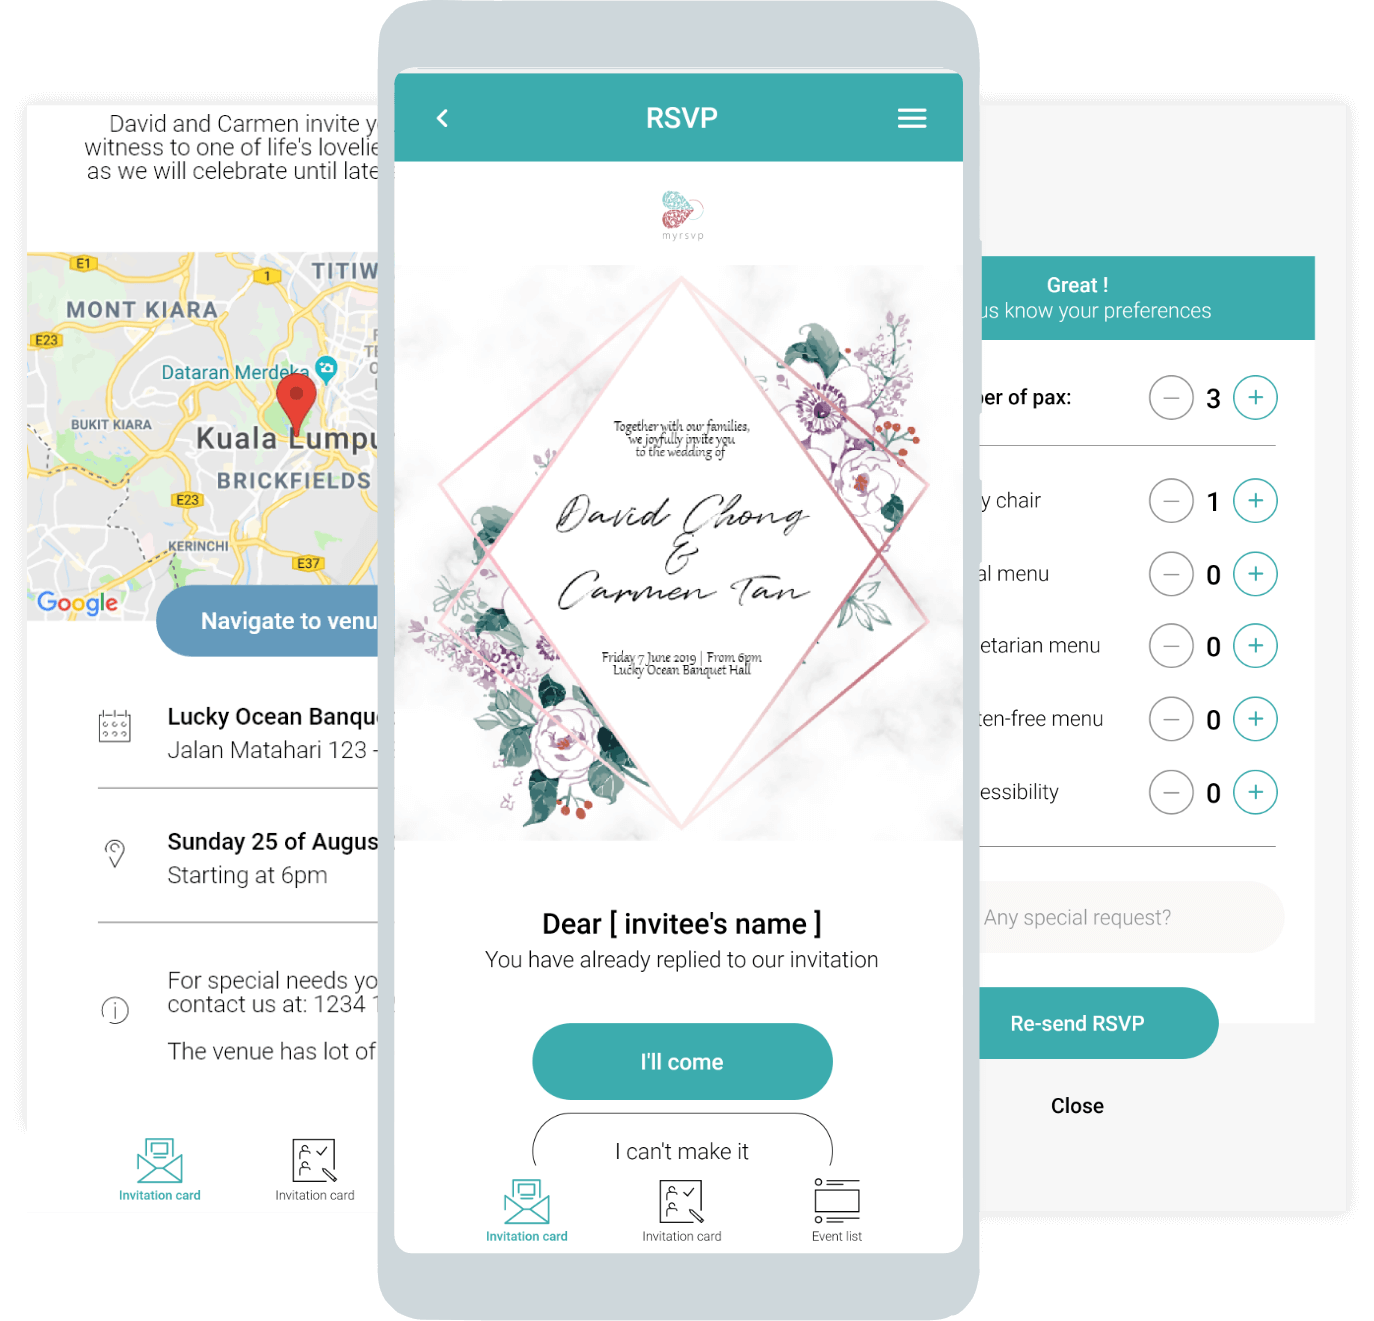 David and Carmen invite
witness to one of life's
as we will celebrate until late
E1
1
TITIW
MONT KIARA
E23
Dataran Merdeka
BUKIT KIARA
Kuala Lumpu
BRICKFIELDS
E23
KERINCHI
E37
Google
Navigate to venu
Lucky Ocean Banque
Jalan Matahari 123 -
Sunday 25 of Augus
Starting at 6pm
For special needs yo
contact us at: 1234
The venue has lot of
Invitation card
Invitation card
RSVP
myrsvp
Together with our families,
we joyfully invite you
to the wedding of
David Chong
&
Carmen Tan
Friday 7 June 2019 | From 6pm
Lucky Ocean Banquet Hall
Dear [ invitee's name ]
You have already replied to our invitation
I'll come
I can't make it
Invitation card
Invitation card
Event list
Great !
us know your preferences
er of pax:
3
y chair
1
al menu
0
etarian menu
0
ten-free menu
0
essibility
0
Any special request?
Re-send RSVP
Close